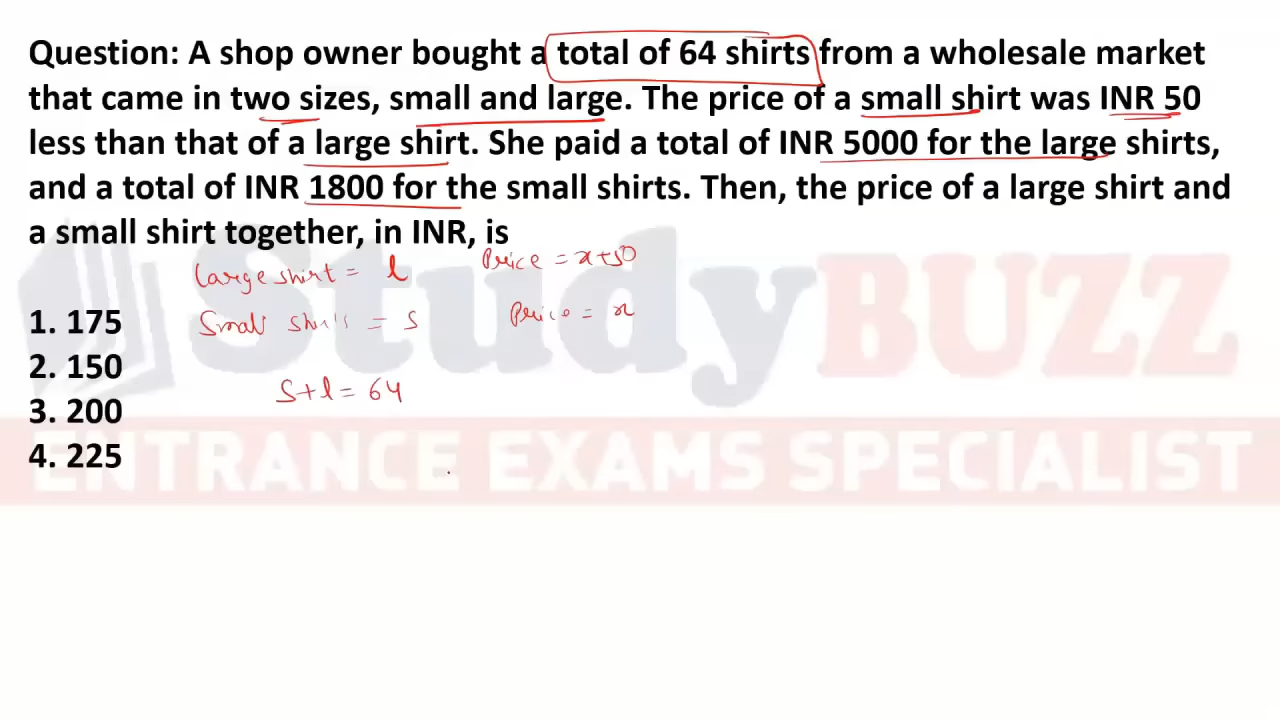 Question: A shop owner bought a total of 64 shirts from a wholesale market
that came in two sizes, small and large. The price of a small shirt was INR 50
less than that of a large shirt. She paid a total of INR 5000 for the large shirts,
and a total of INR 1800 for the small shirts. Then, the price of a large shirt and
a small shirt together, in INR, is
Large shirt = l Price = x+50
1. 175 Small shirts = s Price = x
2. 150
s+l = 64
3. 200
4. 225
StudyBUZZ
ENTRANCE EXAMS SPECIALIST